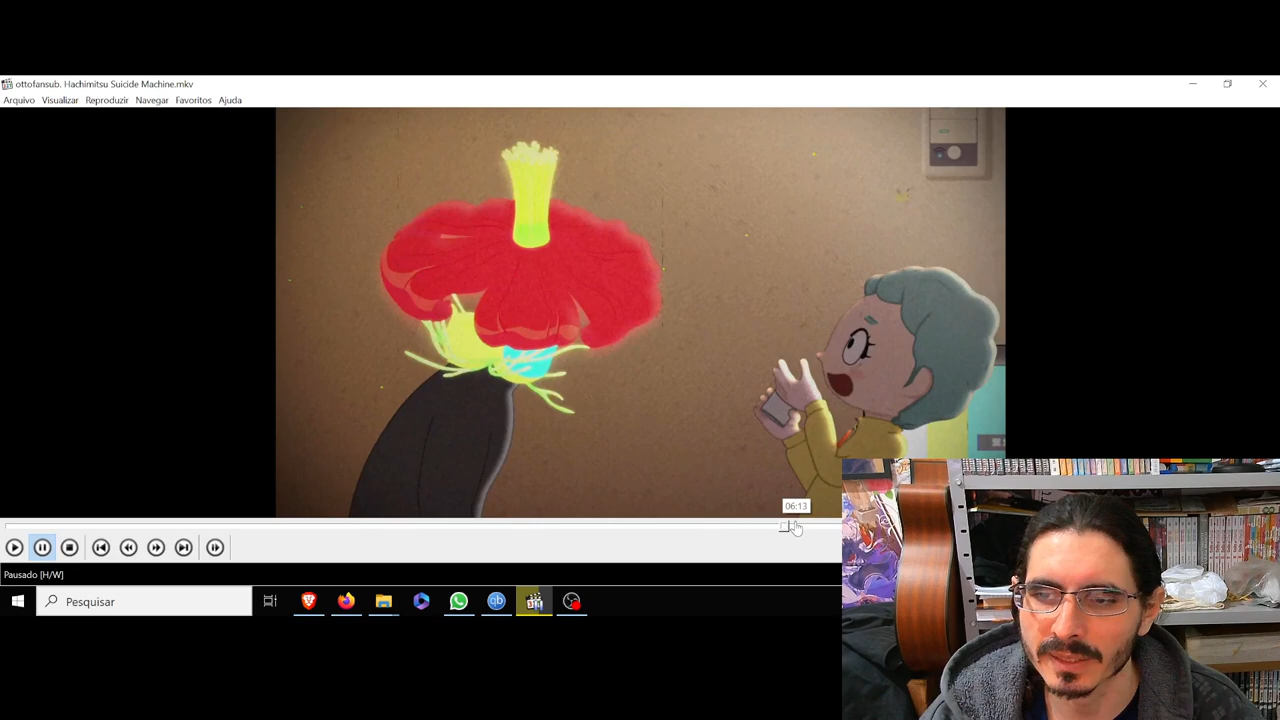 ottofansub. Hachimitsu Suicide Machine.mkv
Arquivo Visualizar Reproduzir Navegar Favoritos Ajuda
06:13
Pausado [H/W]
Pesquisar